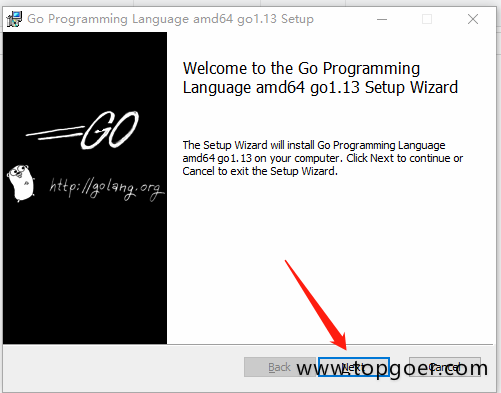 Go Programming Language amd64 go1.13 Setup
Welcome to the Go Programming
Language amd64 go1.13 Setup Wizard
GO
http://golang.org
The Setup Wizard will install Go Programming Language
amd64 go1.13 on your computer. Click Next to continue or
Cancel to exit the Setup Wizard.
Back Next Cancel
www.topgoer.com